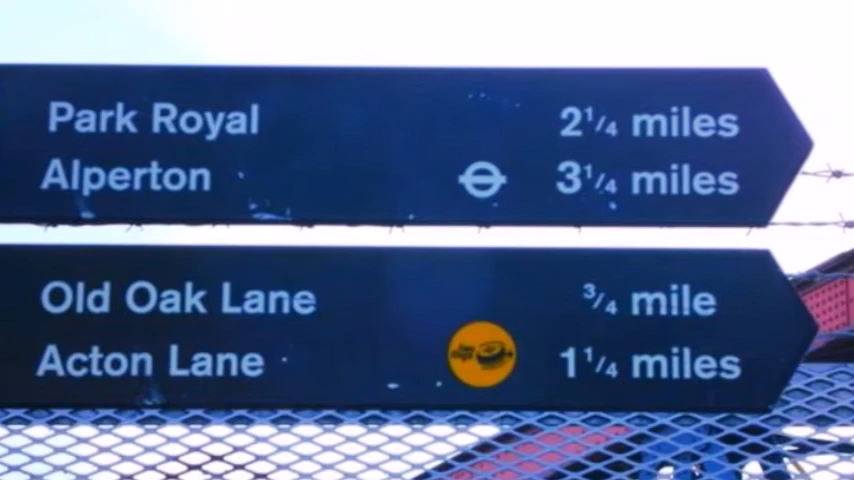 Park Royal 2¼ miles
Alperton 3¼ miles
Old Oak Lane ¾ mile
Acton Lane 1¼ miles